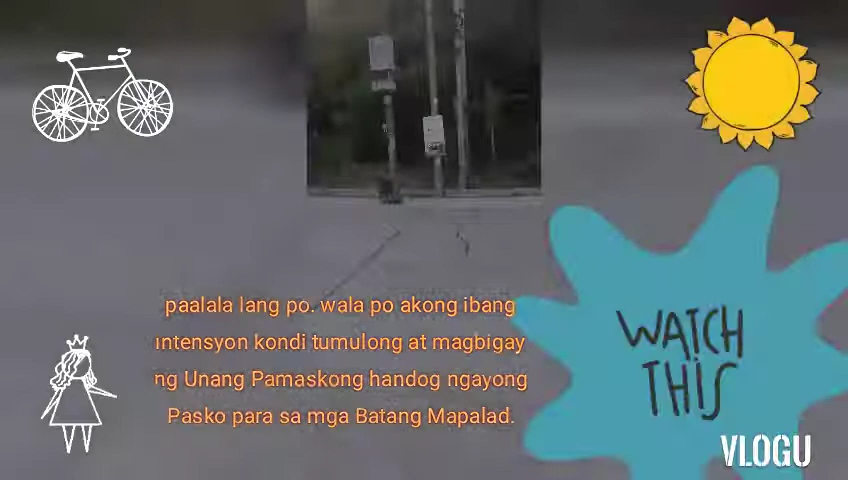 paalala lang po. wala po akong ibang
intensyon kondi tumulong at magbigay
ng Unang Pamaskong handog ngayong
Pasko para sa mga Batang Mapalad.
WATCH
THIS
VLOGU